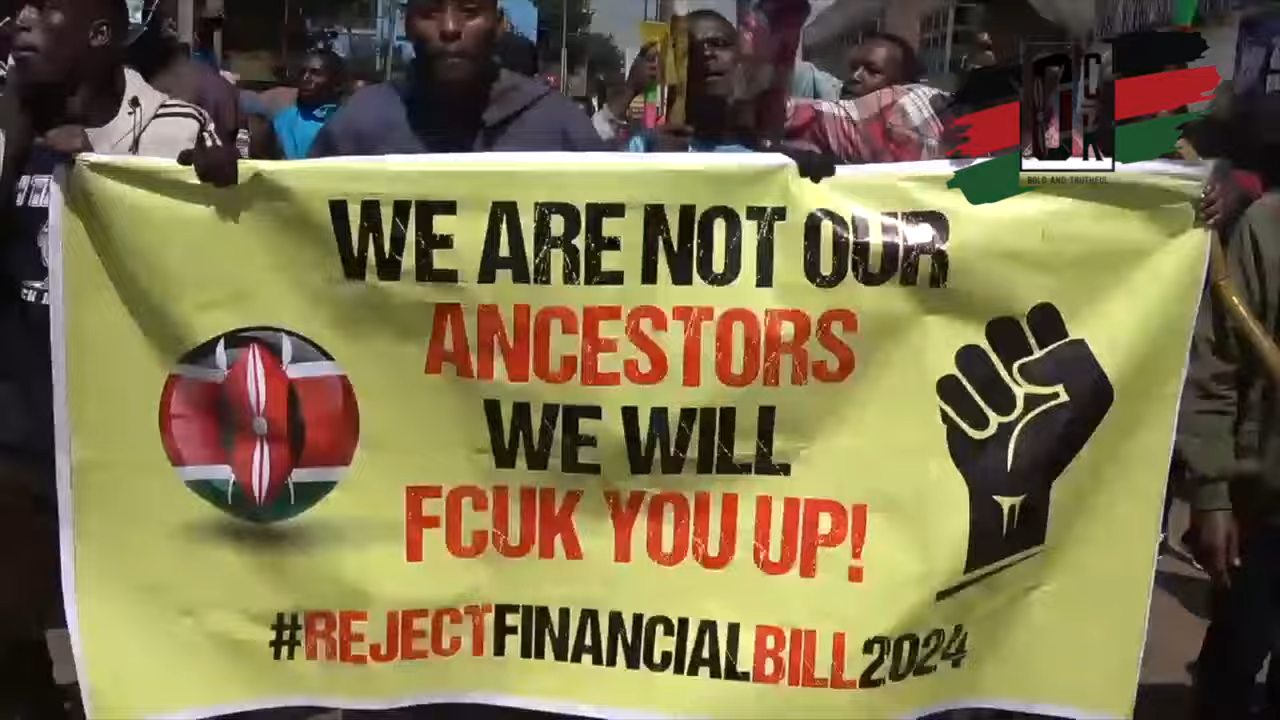 WE ARE NOT OUR
ANCESTORS
WE WILL
FCUK YOU UP!
#REJECTFINANCIALBILL2024
BOLD AND TRUTHFUL